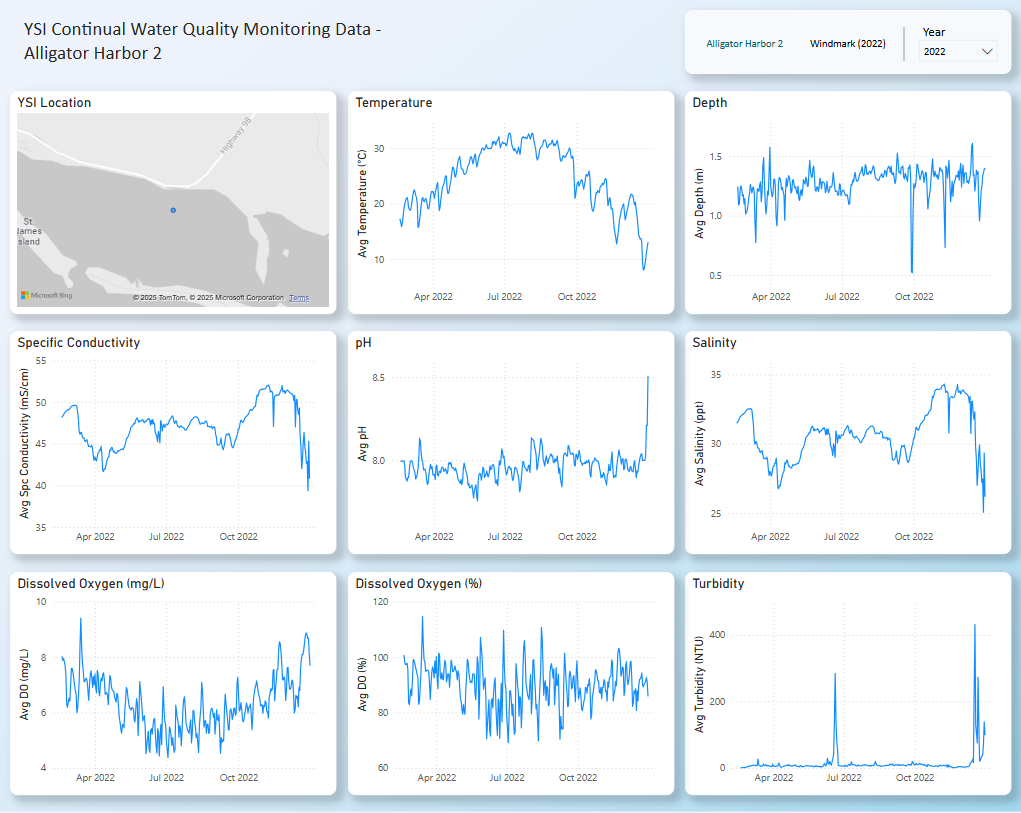 YSI Continual Water Quality Monitoring Data -
Alligator Harbor 2
Alligator Harbor 2
Windmark (2022)
Year
2022
YSI Location
Highway 98
St.
James
Island
Microsoft Bing
© 2025 TomTom, © 2025 Microsoft Corporation Terms
Temperature
Avg Temperature (°C)
30
20
10
Apr 2022 Jul 2022 Oct 2022
Depth
Avg Depth (m)
1.5
1.0
0.5
Apr 2022 Jul 2022 Oct 2022
Specific Conductivity
Avg Spc Conductivity (mS/cm)
55
50
45
40
35
Apr 2022 Jul 2022 Oct 2022
pH
Avg pH
8.5
8.0
Apr 2022 Jul 2022 Oct 2022
Salinity
Avg Salinity (ppt)
35
30
25
Apr 2022 Jul 2022 Oct 2022
Dissolved Oxygen (mg/L)
Avg DO (mg/L)
10
8
6
4
Apr 2022 Jul 2022 Oct 2022
Dissolved Oxygen (%)
Avg DO (%)
120
100
80
60
Apr 2022 Jul 2022 Oct 2022
Turbidity
Avg Turbidity (NTU)
400
200
0
Apr 2022 Jul 2022 Oct 2022